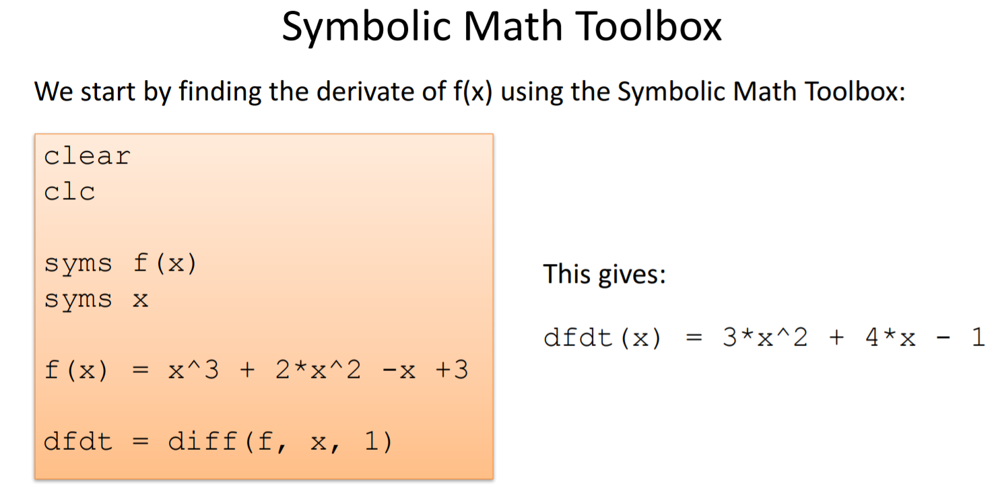 Symbolic Math Toolbox
We start by finding the derivate of f(x) using the Symbolic Math Toolbox:
clear
clc
syms f(x)
syms x
f(x) = x^3 + 2*x^2 -x +3
dfdt = diff(f, x, 1)
This gives:
dfdt(x) = 3*x^2 + 4*x - 1